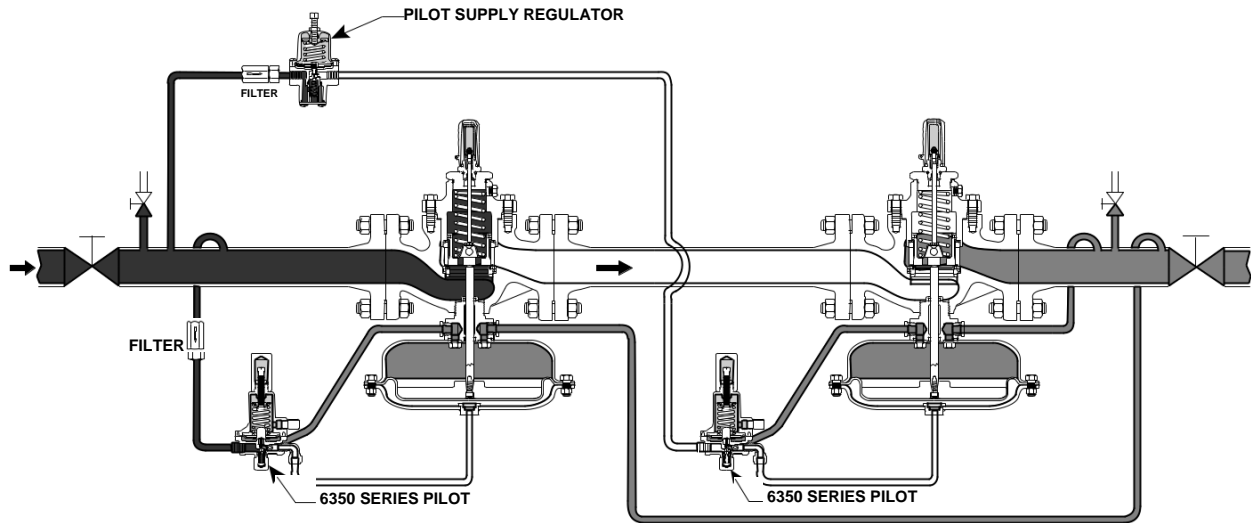 PILOT SUPPLY REGULATOR
FILTER
FILTER
6350 SERIES PILOT
6350 SERIES PILOT